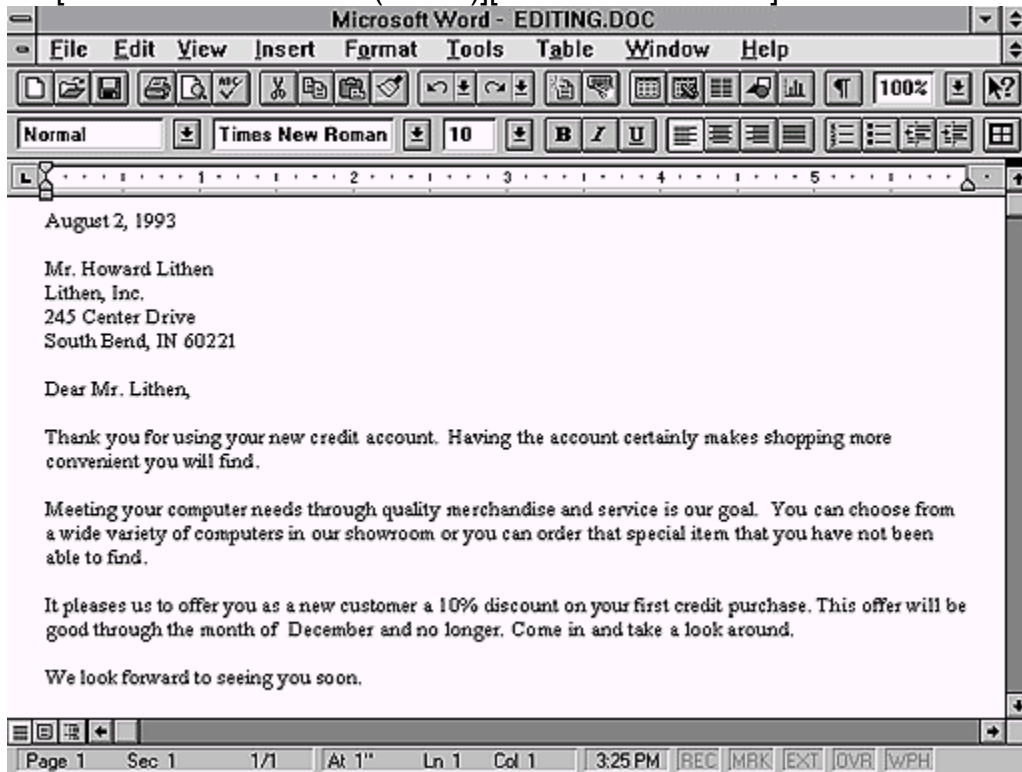 Microsoft Word - EDITING.DOC
File Edit View Insert Format Tools Table Window Help
ABC 100%
Normal Times New Roman 10 B I U
1 2 3 4 5
August 2, 1993
Mr. Howard Lithen
Lithen, Inc.
245 Center Drive
South Bend, IN 60221
Dear Mr. Lithen,
Thank you for using your new credit account. Having the account certainly makes shopping more
convenient you will find.
Meeting your computer needs through quality merchandise and service is our goal. You can choose from
a wide variety of computers in our showroom or you can order that special item that you have not been
able to find.
It pleases us to offer you as a new customer a 10% discount on your first credit purchase. This offer will be
good through the month of December and no longer. Come in and take a look around.
We look forward to seeing you soon.
Page 1 Sec 1 1/1 At 1" Ln 1 Col 1 3:25 PM REC MRK EXT OVR WPH